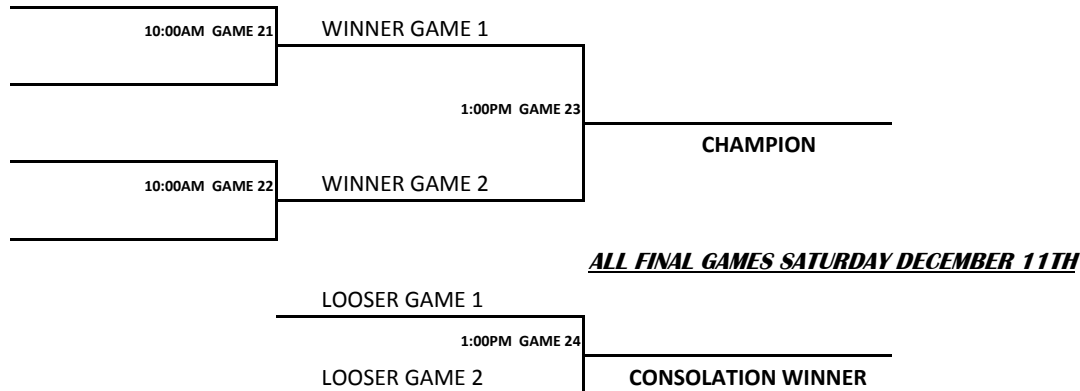 10:00AM GAME 21 WINNER GAME 1
1:00PM GAME 23
CHAMPION
10:00AM GAME 22 WINNER GAME 2
ALL FINAL GAMES SATURDAY DECEMBER 11TH
LOOSER GAME 1
1:00PM GAME 24
LOOSER GAME 2 CONSOLATION WINNER